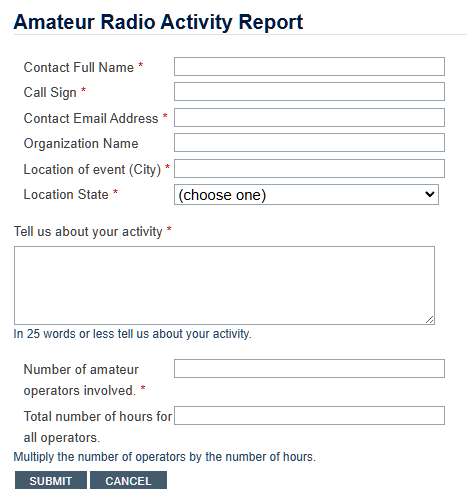 Amateur Radio Activity Report
Contact Full Name *
Call Sign *
Contact Email Address *
Organization Name
Location of event (City) *
Location State *
(choose one)
Tell us about your activity *
In 25 words or less tell us about your activity.
Number of amateur
operators involved. *
Total number of hours for
all operators.
Multiply the number of operators by the number of hours.
SUBMIT CANCEL